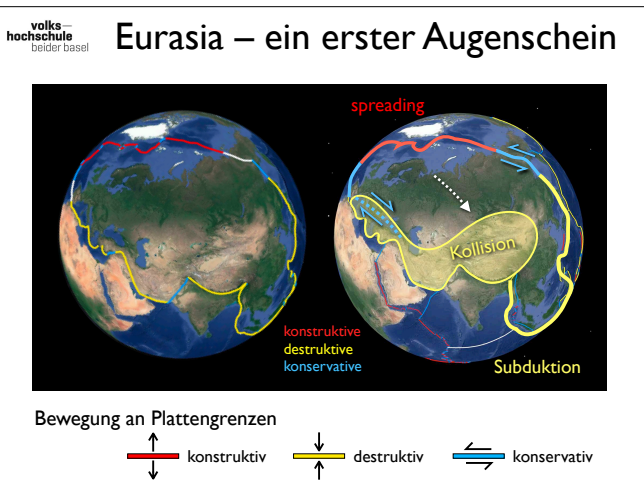 volks—
hochschule
beider basel
Eurasia – ein erster Augenschein
spreading
Kollision
konstruktive
destruktive
konservative
Subduktion
Bewegung an Plattengrenzen
konstruktiv
destruktiv
konservativ